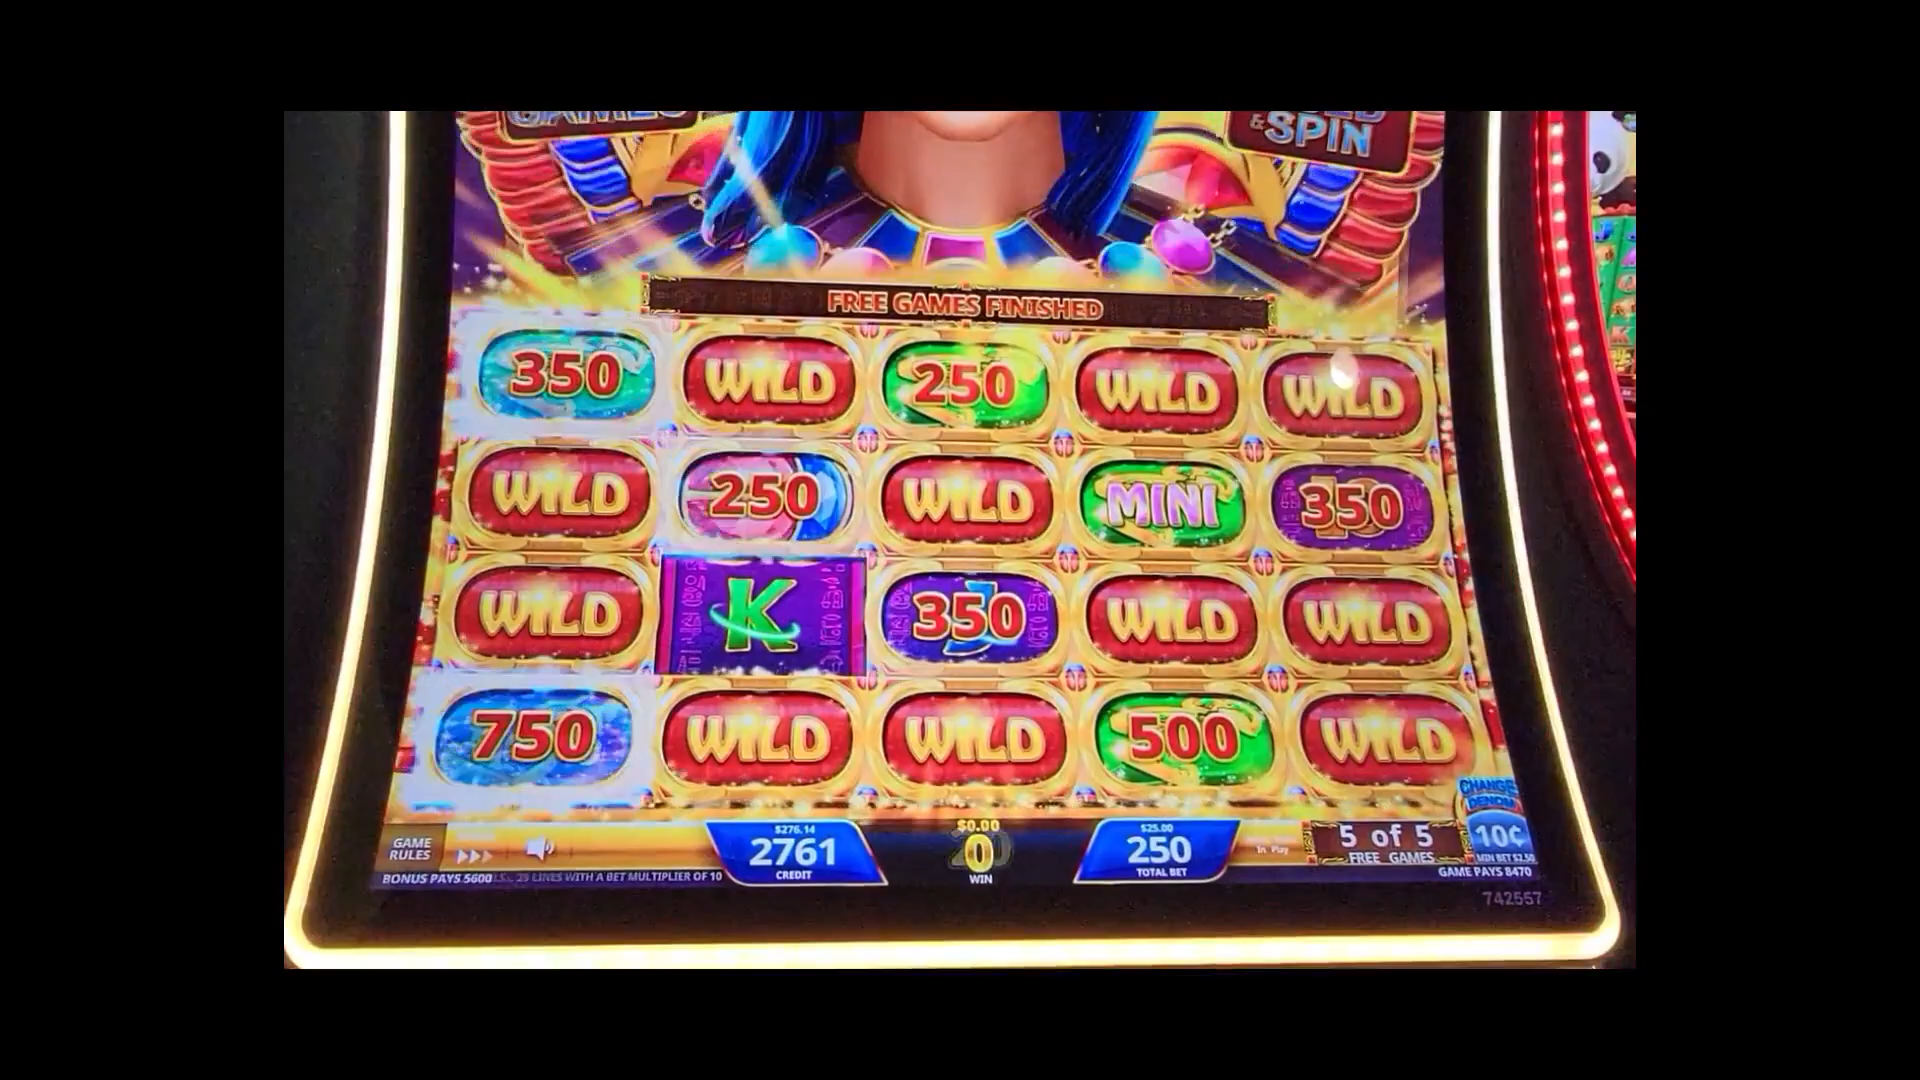 GAMES
& SPIN
FREE GAMES FINISHED
350 WILD 250 WILD WILD
WILD 250 WILD MINI 350
WILD K 350 WILD WILD
750 WILD WILD 500 WILD
CHANGE
DENOM
10¢
MIN BET $2.50
GAME
RULES
$276.14
2761
CREDIT
$0.00
0
WIN
$25.00
250
TOTAL BET
In Play
5 of 5
FREE GAMES
BONUS PAYS 5600
LINES WITH A BET MULTIPLIER OF 10
GAME PAYS 8470
742557